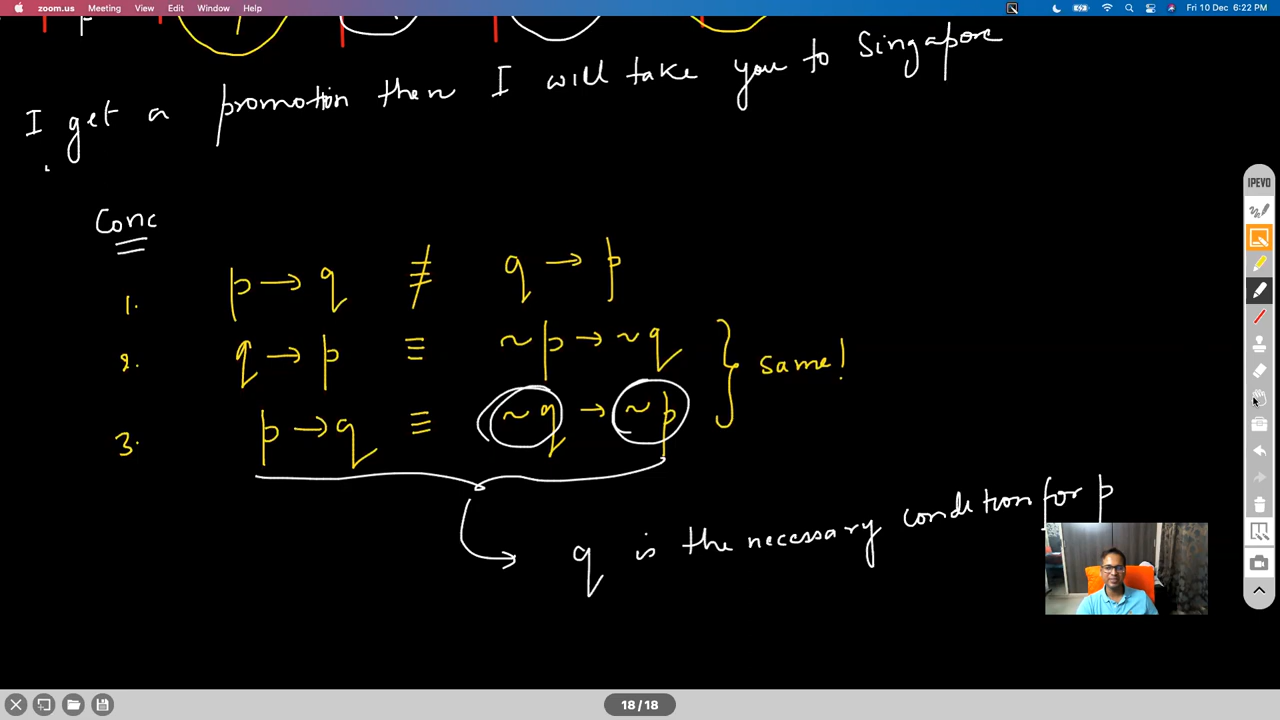 zoom.us Meeting View Edit Window Help Fri 10 Dec 6:22 PM
I get a promotion then I will take you to Singapore
Conc
1. p → q ≢ q → p
2. q → p ≡ ~p → ~q
same!
3. p → q ≡ ~q → ~p
q is the necessary condition for p
IPEVO
18/18